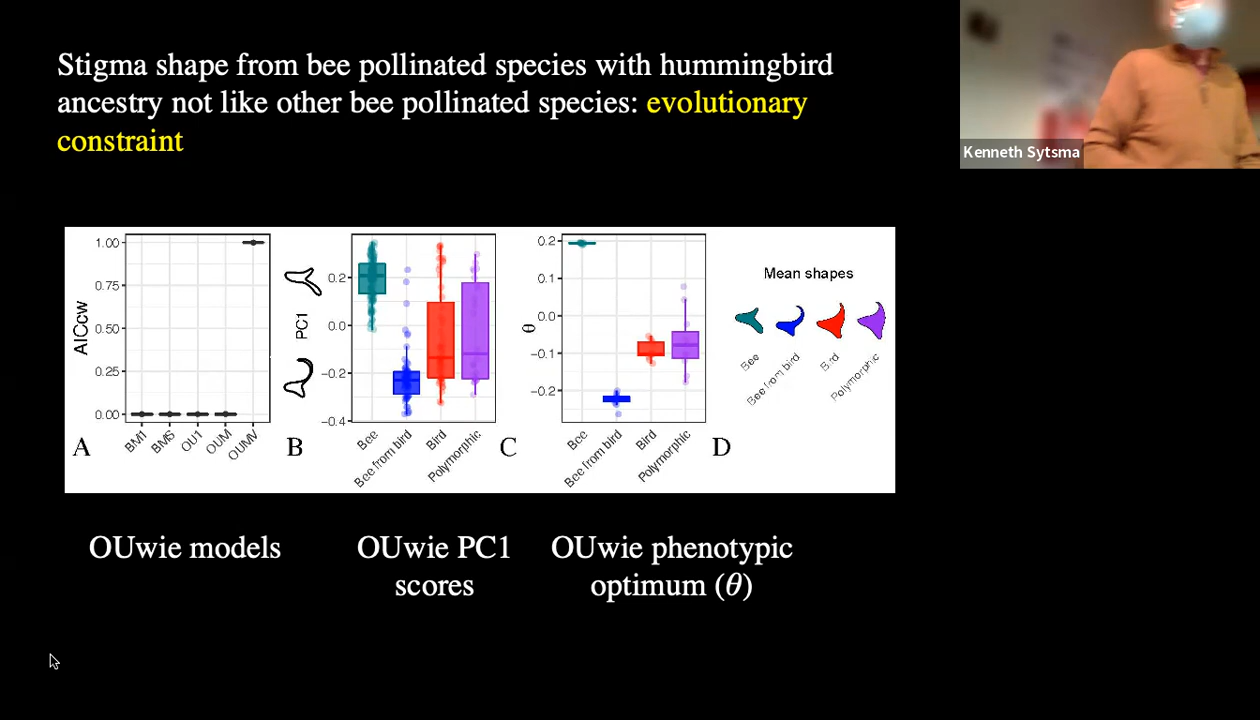 Stigma shape from bee pollinated species with hummingbird
ancestry not like other bee pollinated species: evolutionary
constraint
Kenneth Sytsma
AICcw
1.00
0.75
0.50
0.25
0.00
BM1
BMS
OU1
OUM
OUMV
A
PC1
0.2
0.0
−0.2
−0.4
Bee
Bee from bird
Bird
Polymorphic
B
θ
0.2
0.1
0.0
−0.1
−0.2
Bee
Bee from bird
Bird
Polymorphic
C
Mean shapes
Bee
Bee from bird
Bird
Polymorphic
D
OUwie models
OUwie PC1
scores
OUwie phenotypic
optimum (θ)